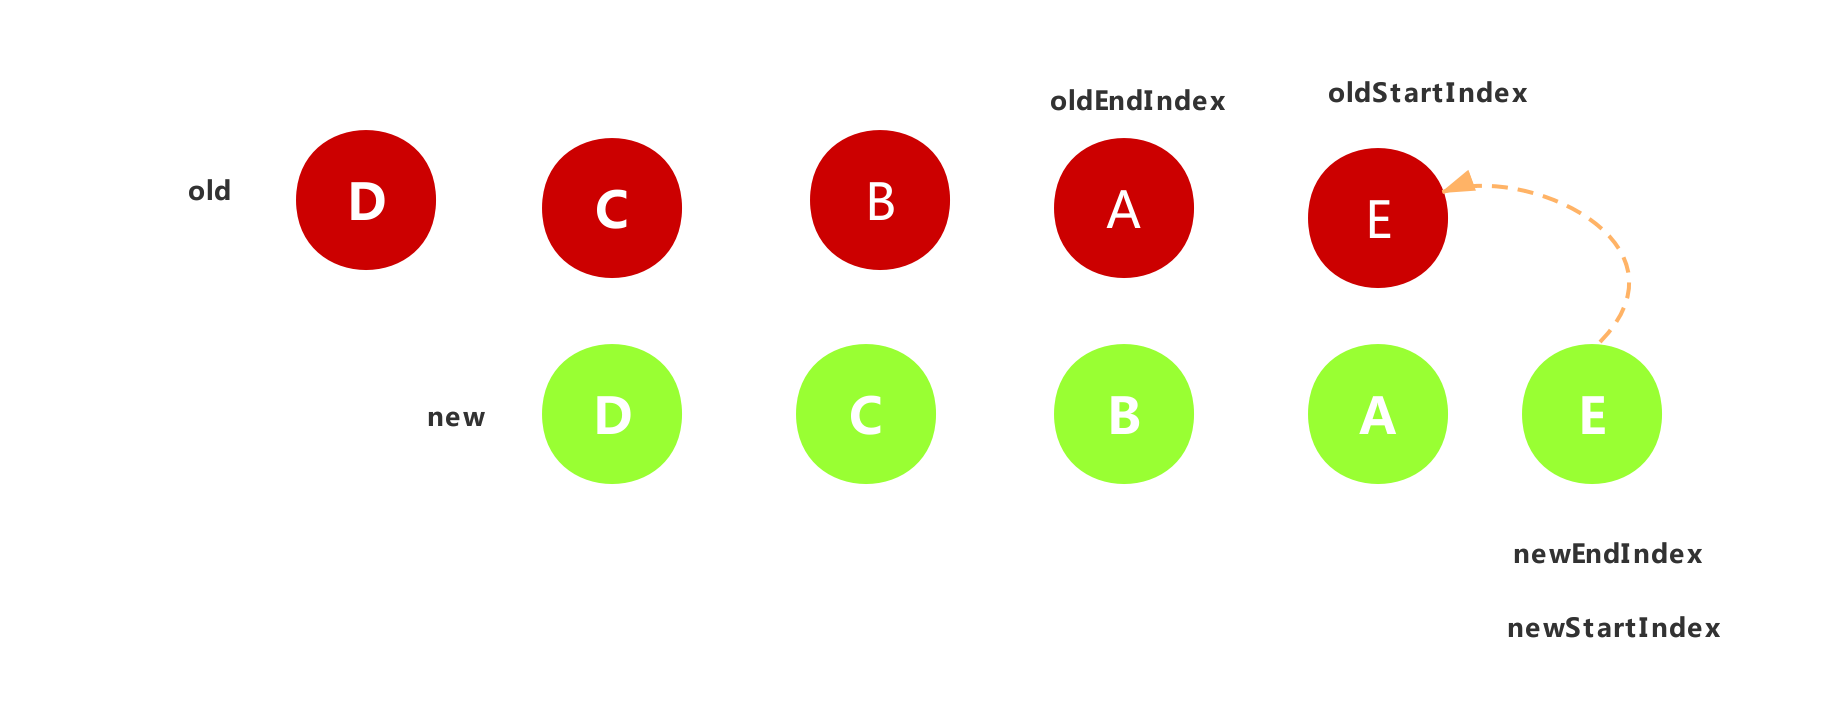 oldEndIndex oldStartIndex
old D C B A E
new D C B A E
newEndIndex
newStartIndex